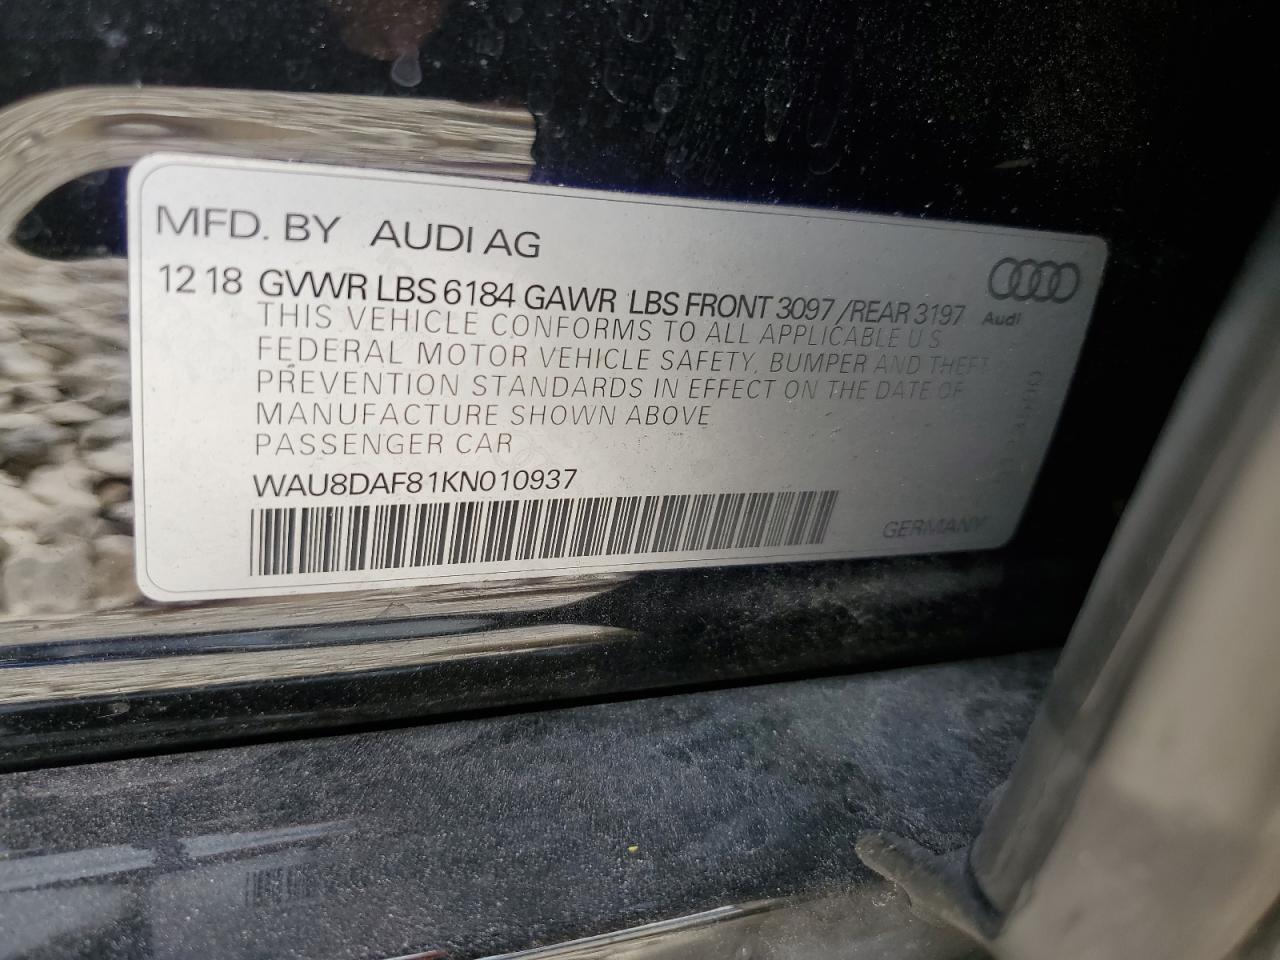 MFD. BY AUDI AG
12 18 GVWR LBS 6184 GAWR LBS FRONT 3097 /REAR 3197
Audi
THIS VEHICLE CONFORMS TO ALL APPLICABLE U S
FEDERAL MOTOR VEHICLE SAFETY, BUMPER AND THEFT
PREVENTION STANDARDS IN EFFECT ON THE DATE OF
MANUFACTURE SHOWN ABOVE
PASSENGER CAR
WAU8DAF81KN010937
GERMANY